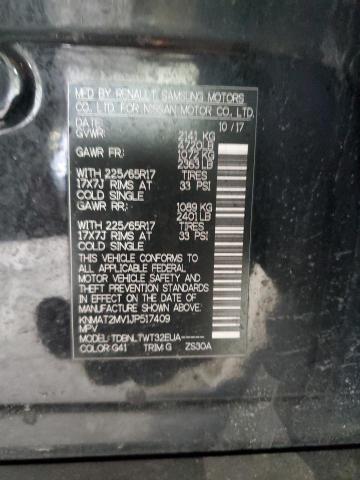 MFD BY RENAULT SAMSUNG MOTORS
CO., LTD. FOR NISSAN MOTOR CO., LTD.
DATE: 10/17
GVWR: 2141 KG
4720 LB
GAWR FR: 1072 KG
2363 LB
WITH 225/65R17 TIRES
17X7J RIMS AT 33 PSI
COLD SINGLE
GAWR RR: 1089 KG
2401 LB
WITH 225/65R17 TIRES
17X7J RIMS AT 33 PSI
COLD SINGLE
THIS VEHICLE CONFORMS TO
ALL APPLICABLE FEDERAL
MOTOR VEHICLE SAFETY
STANDARDS IN EFFECT ON THE DATE
OF MANUFACTURE SHOWN ABOVE.
KNMAT2MV1JP517409
MPV
MODEL: TDBNLTWT32EUA-----
COLOR: G41 TRIM: G ZS30A